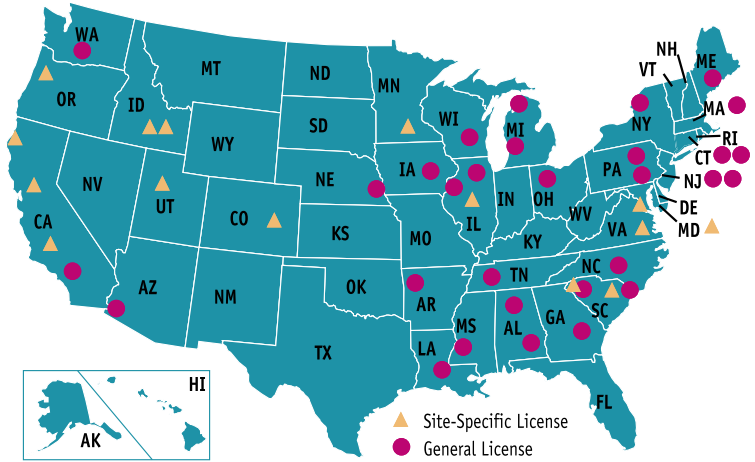 WA
MT
ND
MN
OR
ID
SD
WI
MI
WY
NH
VT
ME
MA
NY
RI
CT
PA
NJ
NV
UT
CA
CO
NE
IA
IL
IN
OH
WV
VA
DE
MD
KS
MO
KY
AZ
NM
OK
AR
TN
NC
SC
TX
LA
MS
AL
GA
FL
HI
AK
Site-Specific License
General License